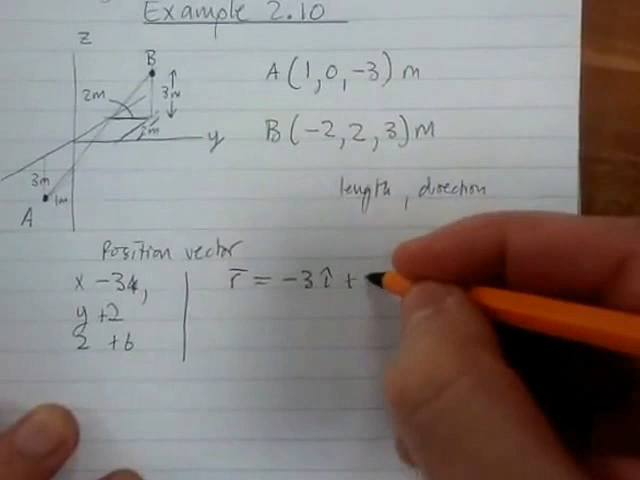 Example 2.10
z
B
2m
3m
A(1,0,-3)m
y
B(-2,2,3)m
3m
1m
A
length, direction
Position vector
x -3
r̄ = -3î +
y +2
z +6